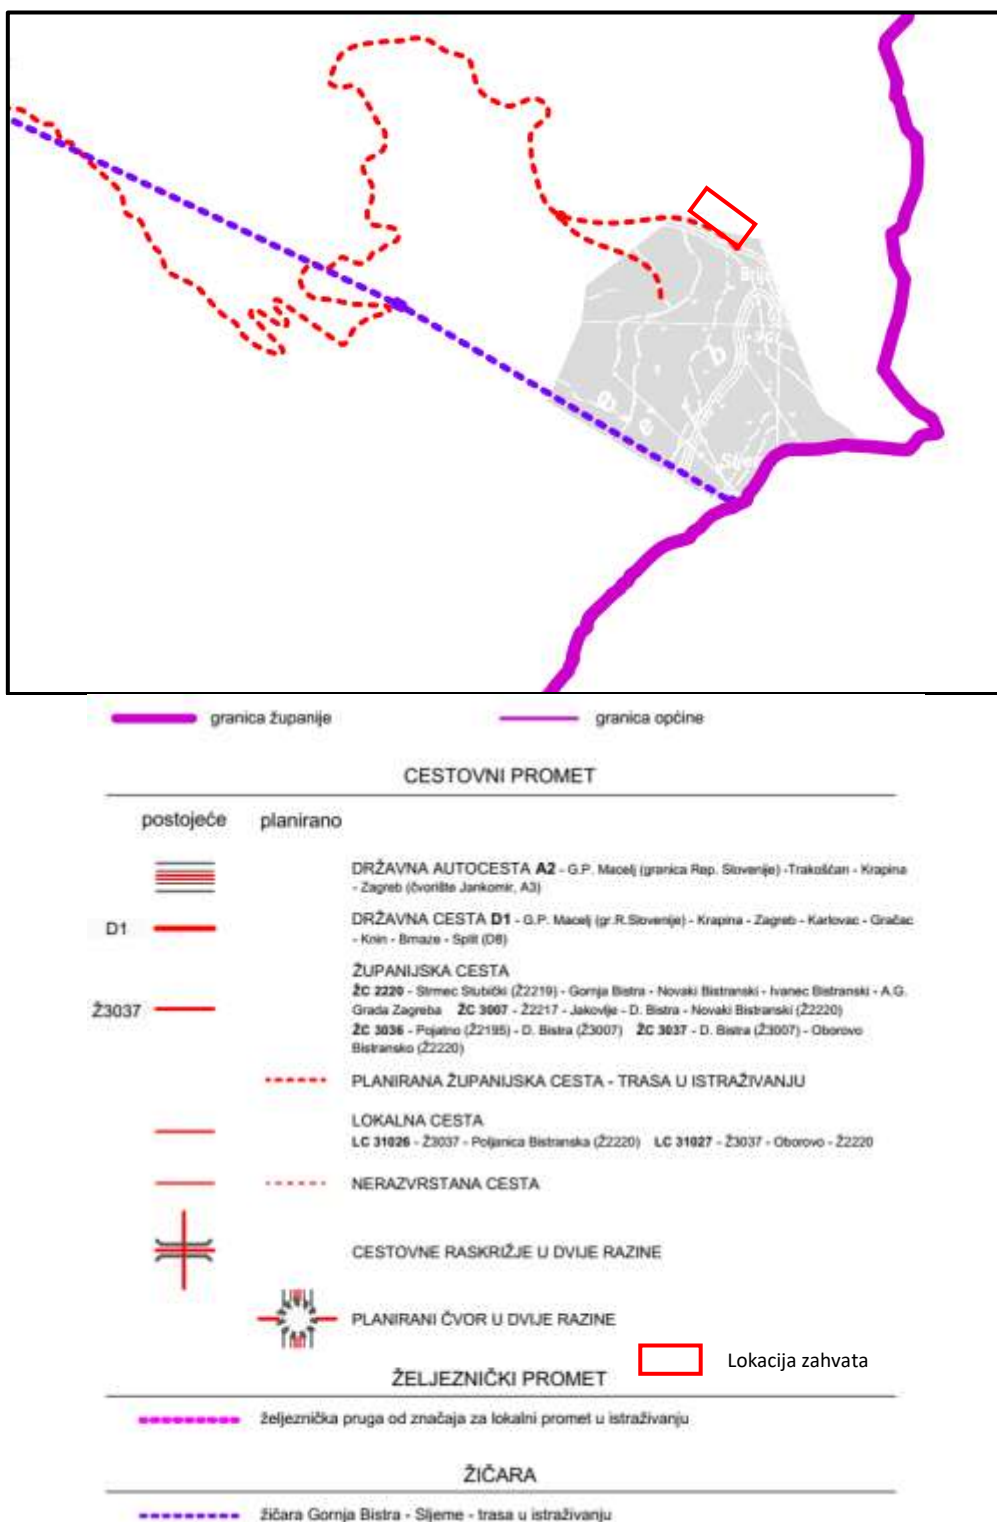 Brije
b
e
Slje
granica županije
granica općine
CESTOVNI PROMET
postojeće planirano
DRŽAVNA AUTOCESTA A2 - G.P. Macelj (granica Rep. Slovenije) -Trakošćan - Krapina
- Zagreb (čvorište Jankomir, A3)
D1
DRŽAVNA CESTA D1 - G.P. Macelj (gr.R.Slovenije) - Krapina - Zagreb - Karlovac - Gračac
- Knin - Brnaze - Split (D8)
Ž3037
ŽUPANIJSKA CESTA
ŽC 2220 - Strmec Stubički (Ž2219) - Gornja Bistra - Novaki Bistranski - Ivanec Bistranski - A.G.
Grada Zagreba ŽC 3007 - Ž2217 - Jakovlje - D. Bistra - Novaki Bistranski (Ž2220)
ŽC 3036 - Pojatno (Ž2195) - D. Bistra (Ž3007) ŽC 3037 - D. Bistra (Ž3007) - Oborovo
Bistransko (Ž2220)
PLANIRANA ŽUPANIJSKA CESTA - TRASA U ISTRAŽIVANJU
LOKALNA CESTA
LC 31026 - Ž3037 - Poljanica Bistranska (Ž2220) LC 31027 - Ž3037 - Oborovo - Ž2220
NERAZVRSTANA CESTA
CESTOVNE RASKRIŽJE U DVIJE RAZINE
PLANIRANI ČVOR U DVIJE RAZINE
Lokacija zahvata
ŽELJEZNIČKI PROMET
željeznička pruga od značaja za lokalni promet u istraživanju
ŽIČARA
žičara Gornja Bistra - Sljeme - trasa u istraživanju